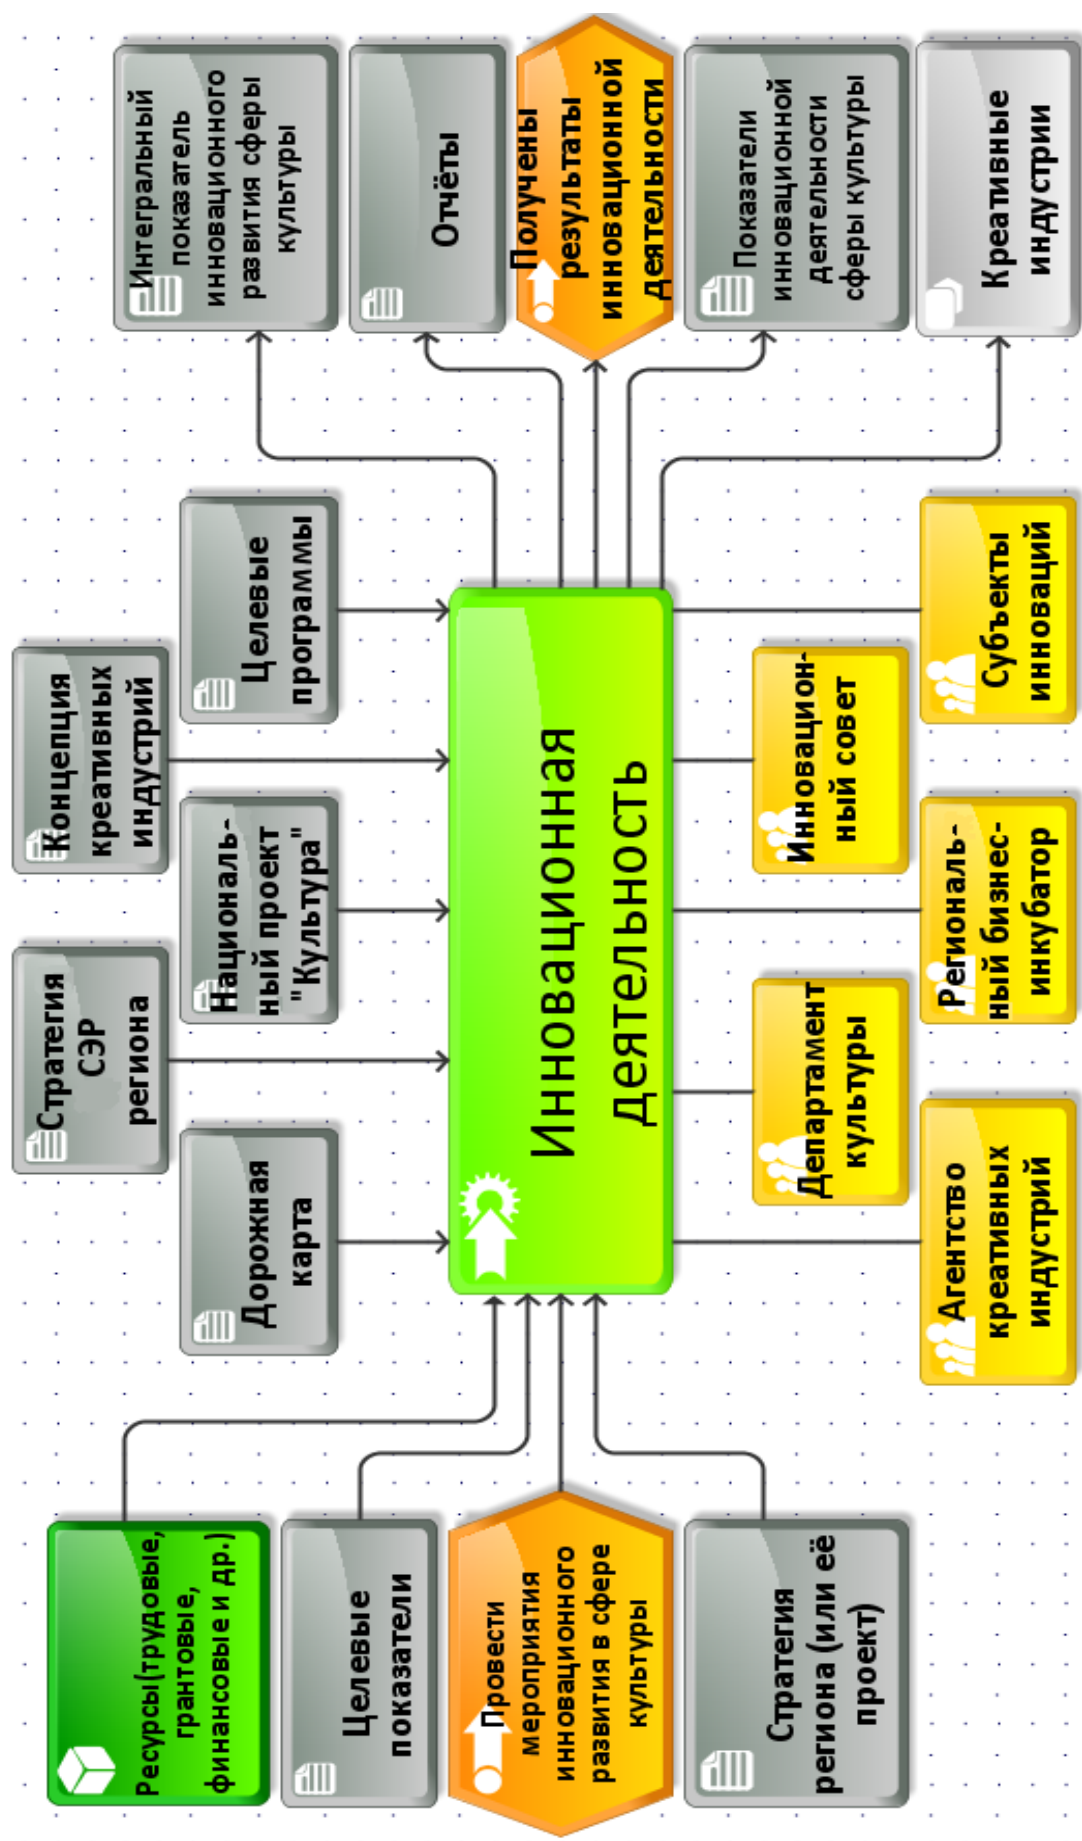 Ресурсы(трудовые,
грантовые,
финансовые и др.)
Целевые
показатели
Провести
мероприятия
инновационного
развития в сфере
культуры
Стратегия
региона (или её
проект)
Дорожная
карта
Стратегия
СЭР
региона
Националь-
ный проект
"Культура"
Концепция
креативных
индустрий
Целевые
программы
Инновационная
деятельность
Агентство
креативных
индустрий
Департамент
культуры
Региональ-
ный бизнес-
инкубатор
Инновацион-
ный совет
Субъекты
инноваций
Интегральный
показатель
инновационного
развития сферы
культуры
Отчёты
Получены
результаты
инновационной
деятельности
Показатели
инновационной
деятельности
сферы культуры
Креативные
индустрии